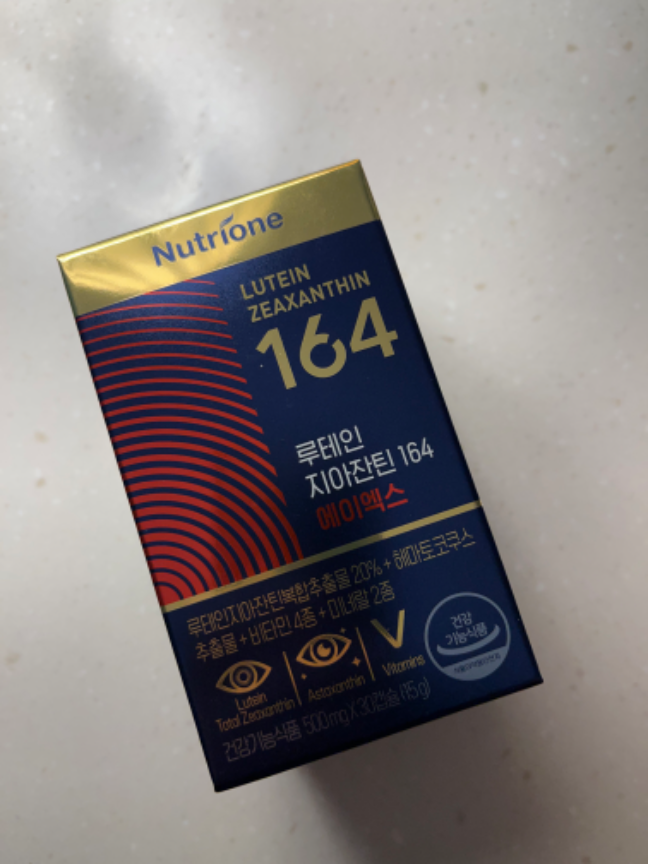 Nutrione
LUTEIN
ZEAXANTHIN
164
루테인
지아잔틴 164
에이엑스
루테인지아잔틴복합추출물 20% + 헤마토코쿠스
추출물 + 비타민 4종 + 미네랄 2종
Lutein
Total Zeaxanthin
Astaxanthin
V
Vitamins
건강
기능식품
건강기능식품 500mg X 30캡슐 (15g)